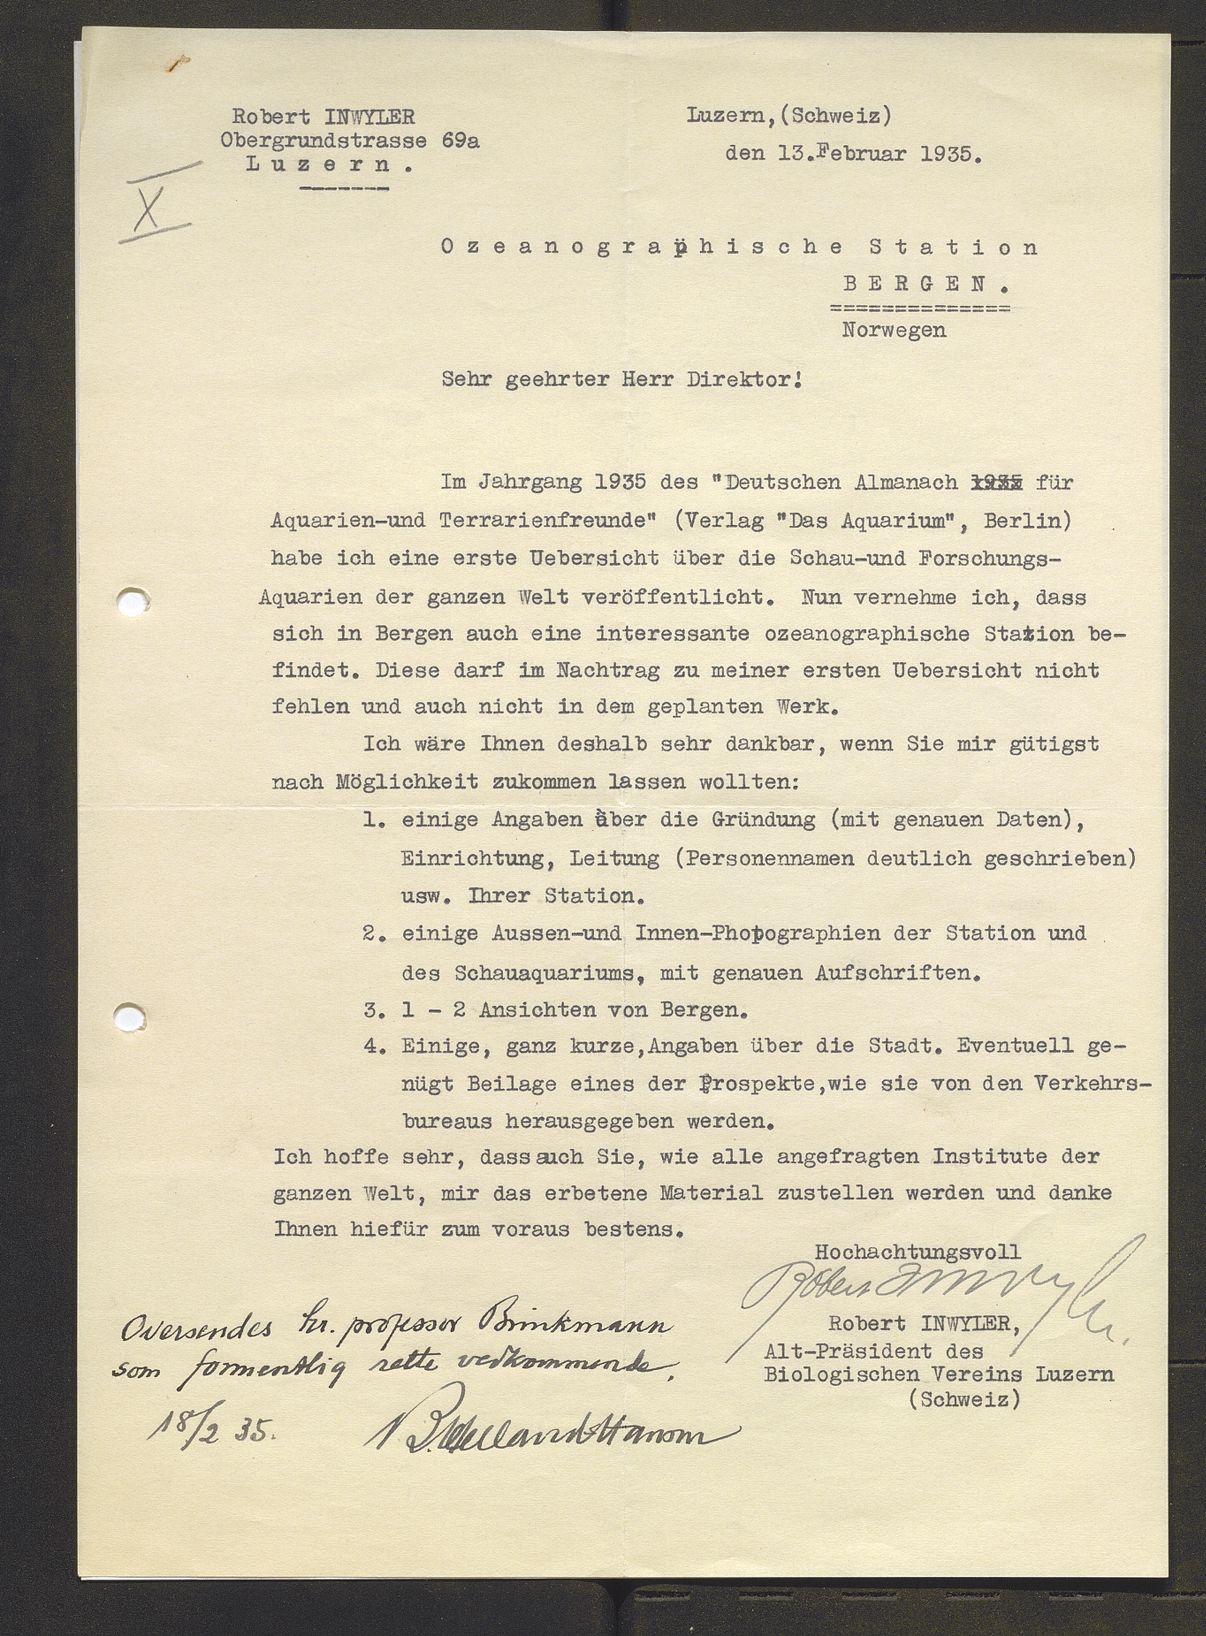 Robert INWYLER
Obergrundstrasse 69a
L u z e r n .
Luzern,(Schweiz)
den 13.Februar 1935.
X
O z e a n o g r a p h i s c h e S t a t i o n
B E R G E N .
==============
Norwegen
Sehr geehrter Herr Direktor!
Im Jahrgang 1935 des "Deutschen Almanach 1935 für
Aquarien-und Terrarienfreunde" (Verlag "Das Aquarium", Berlin)
habe ich eine erste Uebersicht über die Schau-und Forschungs-
Aquarien der ganzen Welt veröffentlicht. Nun vernehme ich, dass
sich in Bergen auch eine interessante ozeanographische Station be-
findet. Diese darf im Nachtrag zu meiner ersten Uebersicht nicht
fehlen und auch nicht in dem geplanten Werk.
Ich wäre Ihnen deshalb sehr dankbar, wenn Sie mir gütigst
nach Möglichkeit zukommen lassen wollten:
1. einige Angaben über die Gründung (mit genauen Daten),
Einrichtung, Leitung (Personennamen deutlich geschrieben)
usw. Ihrer Station.
2. einige Aussen-und Innen-Photographien der Station und
des Schauaquariums, mit genauen Aufschriften.
3. 1 - 2 Ansichten von Bergen.
4. Einige, ganz kurze,Angaben über die Stadt. Eventuell ge-
nügt Beilage eines der Prospekte,wie sie von den Verkehrs-
bureaus herausgegeben werden.
Ich hoffe sehr, dass auch Sie, wie alle angefragten Institute der
ganzen Welt, mir das erbetene Material zustellen werden und danke
Ihnen hiefür zum voraus bestens.
Hochachtungsvoll
Robert Inwyler.
Robert INWYLER,
Alt-Präsident des
Biologischen Vereins Luzern
(Schweiz)
Oversendes hr. professor Brinkmann
som formentlig rette vedkommende.
18/2 35. B. Helland-Hansen